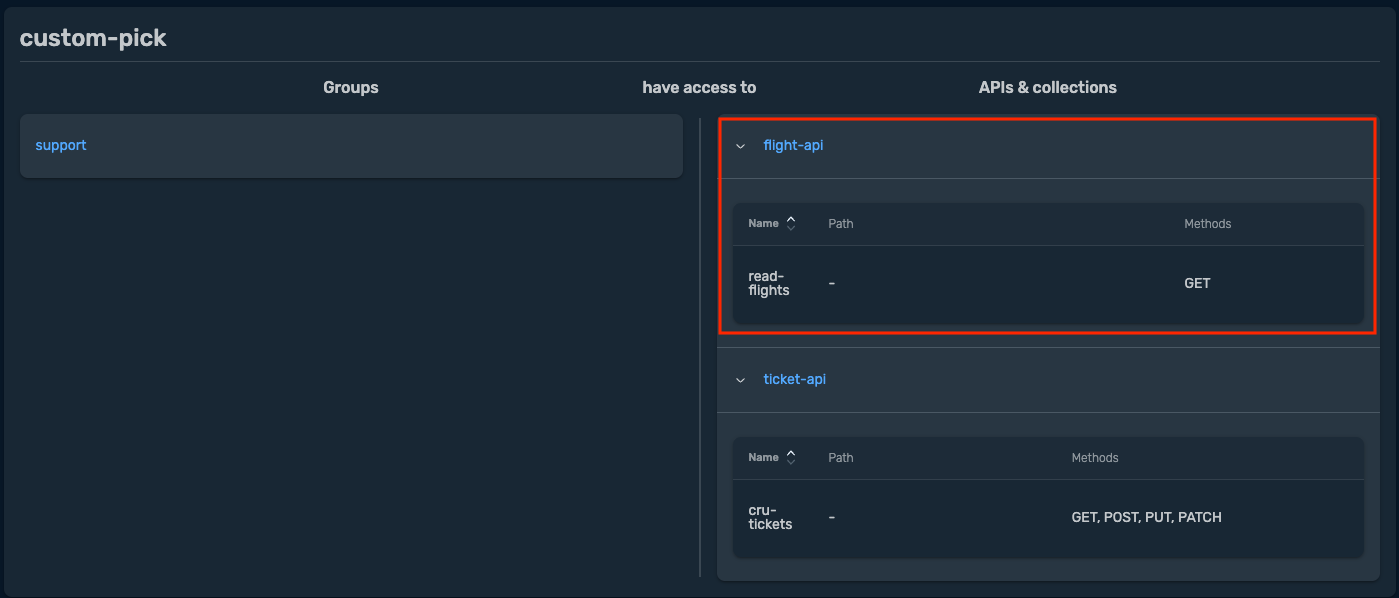 custom-pick
Groups have access to APIs & collections
support
flight-api
Name Path Methods
read-
flights - GET
ticket-api
Name Path Methods
cru-
tickets - GET, POST, PUT, PATCH